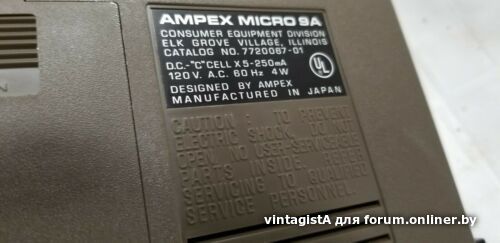 AMPEX MICRO 9A
CONSUMER EQUIPMENT DIVISION
ELK GROVE VILLAGE, ILLINOIS
CATALOG NO. 7720067-01
D.C.-"C"CELL X 5-250mA
120V. A.C. 60Hz 4W
UL
DESIGNED BY AMPEX
MANUFACTURED IN JAPAN
CAUTION : TO PREVENT
ELECTRIC SHOCK, DO NOT
OPEN. NO USER-SERVICEABLE
PARTS INSIDE. REFER
SERVICING TO QUALIFIED
SERVICE PERSONNEL.
vintagistA для forum.onliner.by